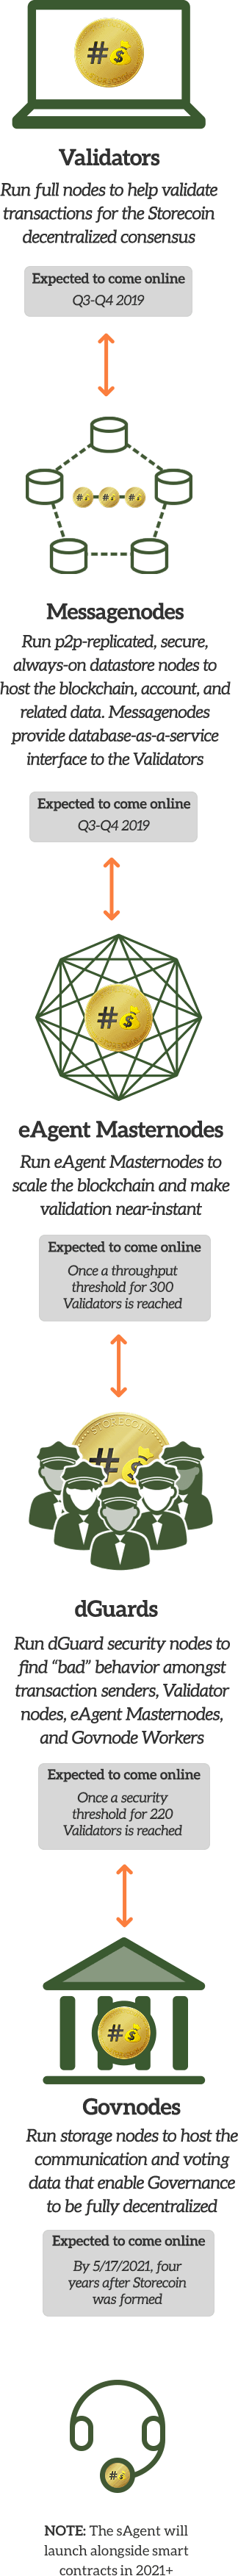 #
STORECOIN
Validators
Run full nodes to help validate
transactions for the Storecoin
decentralized consensus
Expected to come online
Q3-Q4 2019
# # #
Messagenodes
Run p2p-replicated, secure,
always-on datastore nodes to
host the blockchain, account, and
related data. Messagenodes
provide database-as-a-service
interface to the Validators
Expected to come online
Q3-Q4 2019
#
eAgent Masternodes
Run eAgent Masternodes to
scale the blockchain and make
validation near-instant
Expected to come online
Once a throughput
threshold for 300
Validators is reached
STORECOIN
#
dGuards
Run dGuard security nodes to
find “bad” behavior amongst
transaction senders, Validator
nodes, eAgent Masternodes,
and Govnode Workers
Expected to come online
Once a security
threshold for 220
Validators is reached
#
Govnodes
Run storage nodes to host the
communication and voting
data that enable Governance
to be fully decentralized
Expected to come online
By 5/17/2021, four
years after Storecoin
was formed
#
NOTE: The sAgent will
launch alongside smart
contracts in 2021+